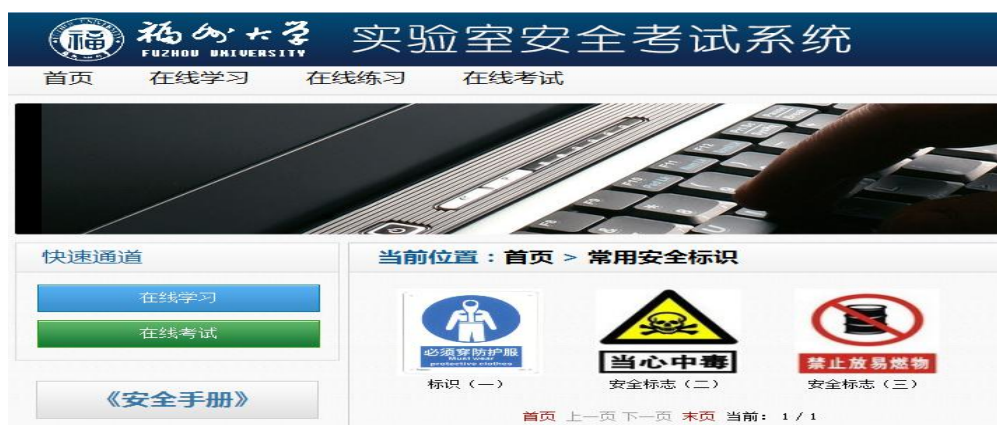 福州大学 实验室安全考试系统
FUZHOU UNIVERSITY
首页 在线学习 在线练习 在线考试
快速通道
在线学习
在线考试
《安全手册》
当前位置：首页 > 常用安全标识
必须穿防护服
Must wear
protective clothes
当心中毒
禁止放易燃物
标识（一） 安全标志（二） 安全标志（三）
首页 上一页 下一页 末页 当前： 1 / 1